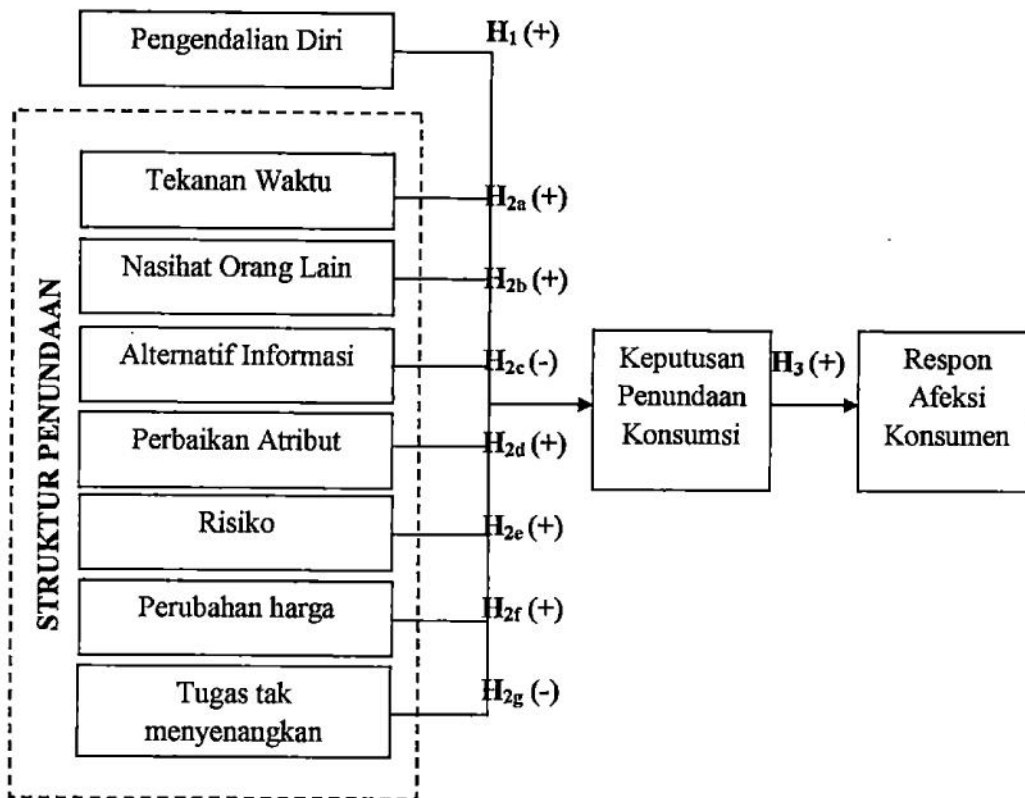 Pengendalian Diri
H₁ (+)
STRUKTUR PENUNDAAN
Tekanan Waktu
H₂ₐ (+)
Nasihat Orang Lain
H₂b (+)
Alternatif Informasi
H₂c (-)
Perbaikan Atribut
H₂d (+)
Risiko
H₂e (+)
Perubahan harga
H₂f (+)
Tugas tak
menyenangkan
H₂g (-)
Keputusan
Penundaan
Konsumsi
H₃ (+)
Respon
Afeksi
Konsumen